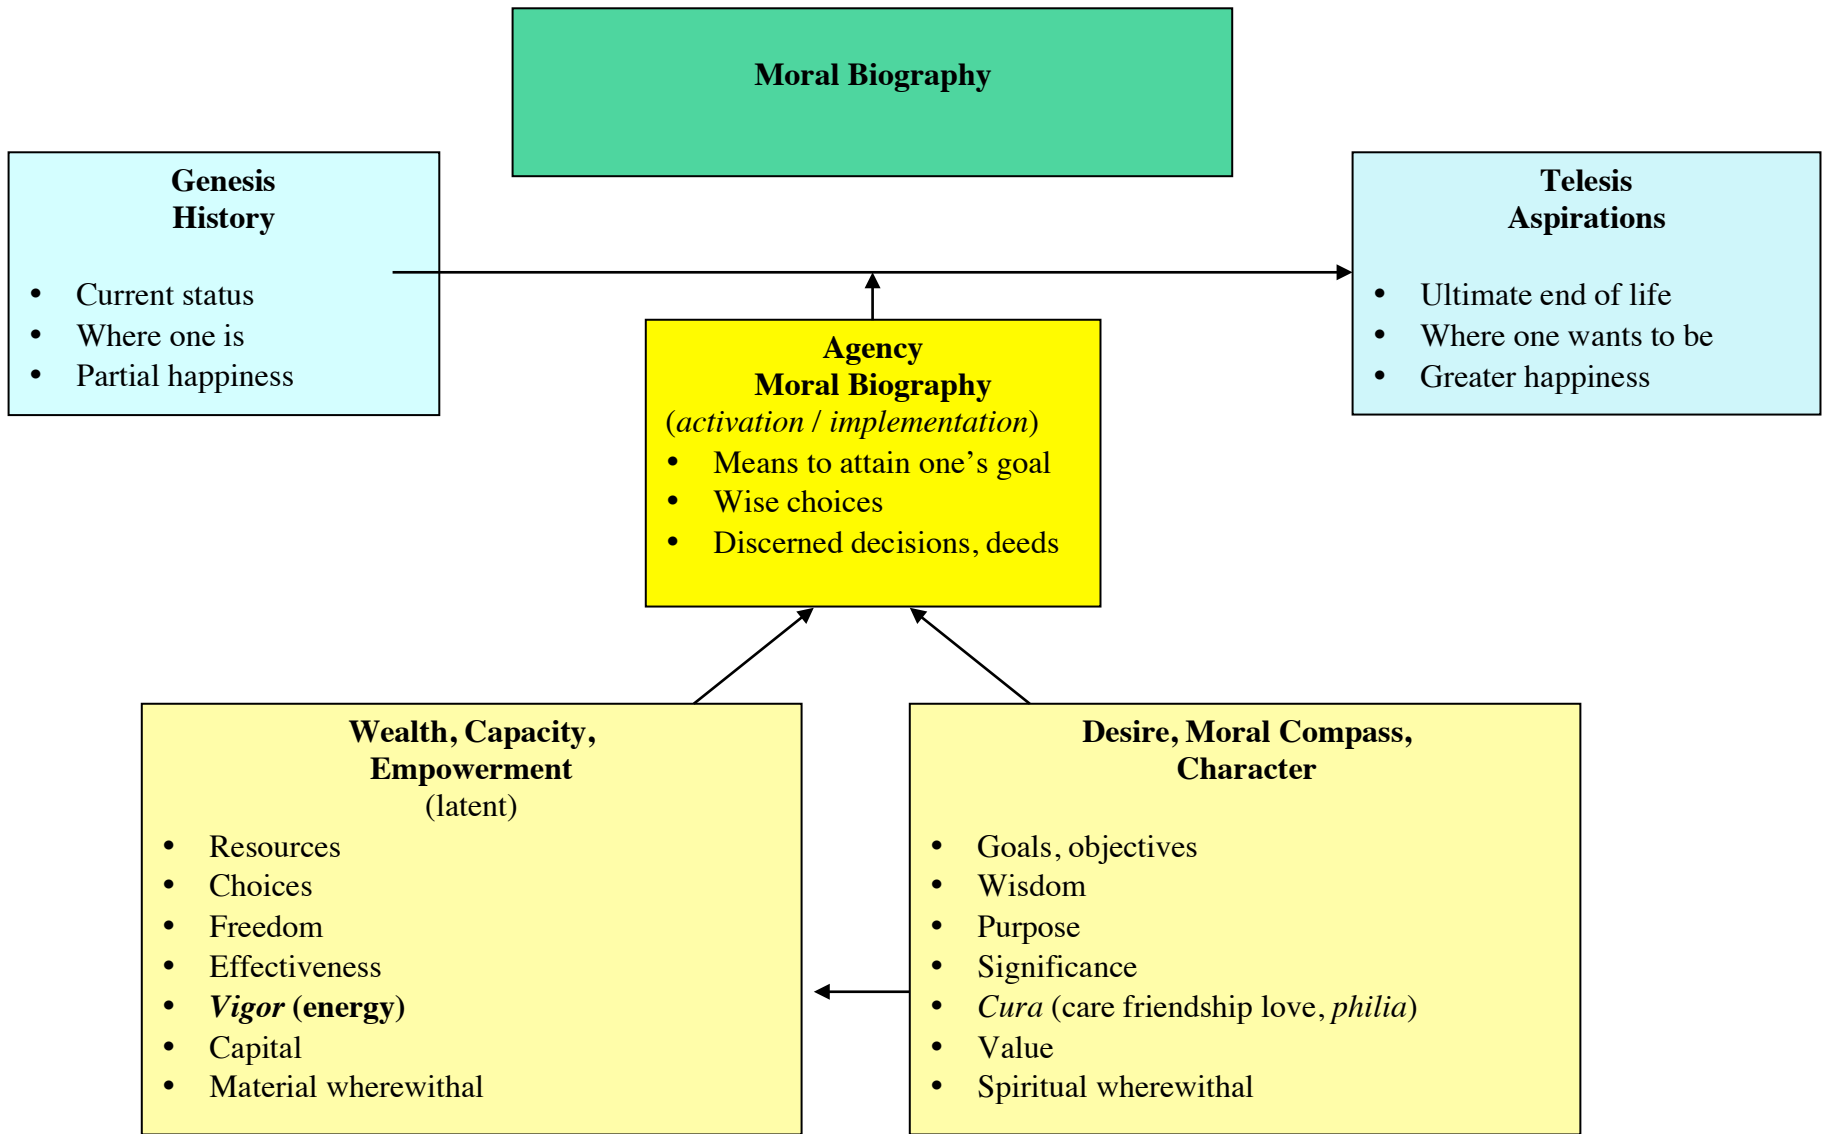 Moral Biography
Genesis
History
• Current status
• Where one is
• Partial happiness
Telesis
Aspirations
• Ultimate end of life
• Where one wants to be
• Greater happiness
Agency
Moral Biography
(activation / implementation)
• Means to attain one’s goal
• Wise choices
• Discerned decisions, deeds
Wealth, Capacity,
Empowerment
(latent)
• Resources
• Choices
• Freedom
• Effectiveness
• Vigor (energy)
• Capital
• Material wherewithal
Desire, Moral Compass,
Character
• Goals, objectives
• Wisdom
• Purpose
• Significance
• Cura (care friendship love, philia)
• Value
• Spiritual wherewithal